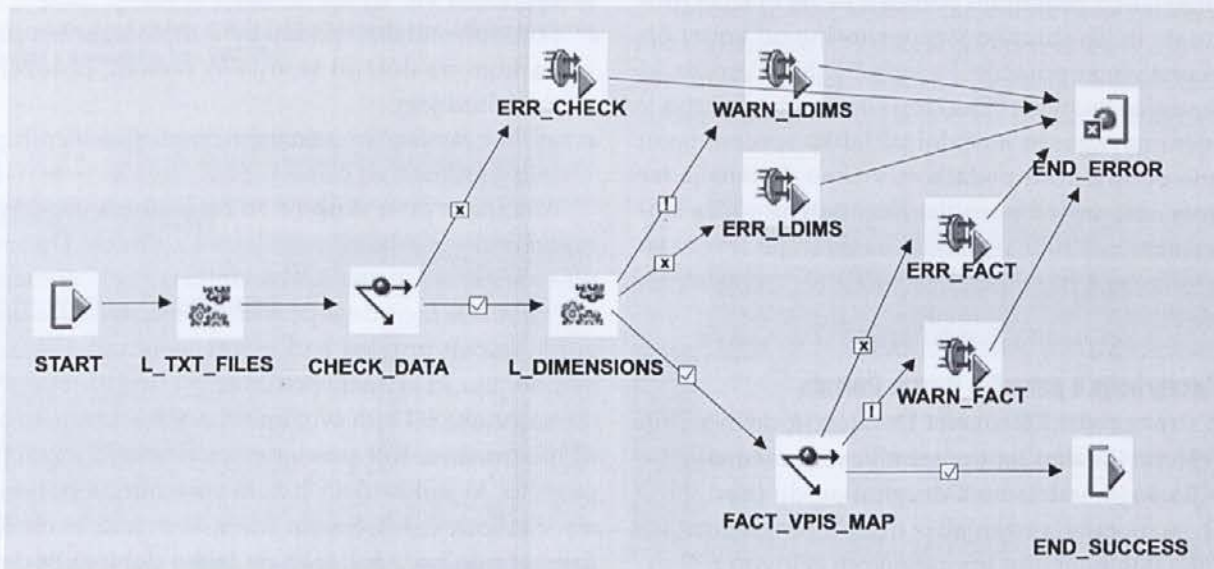 ERR_CHECK
WARN_LDIMS
END_ERROR
ERR_LDIMS
ERR_FACT
START
L_TXT_FILES
CHECK_DATA
L_DIMENSIONS
WARN_FACT
FACT_VPIS_MAP
END_SUCCESS